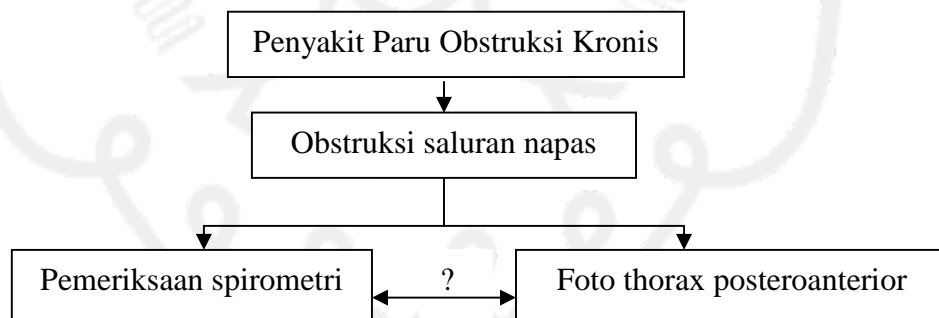 Penyakit Paru Obstruksi Kronis
Obstruksi saluran napas
Pemeriksaan spirometri
?
Foto thorax posteroanterior